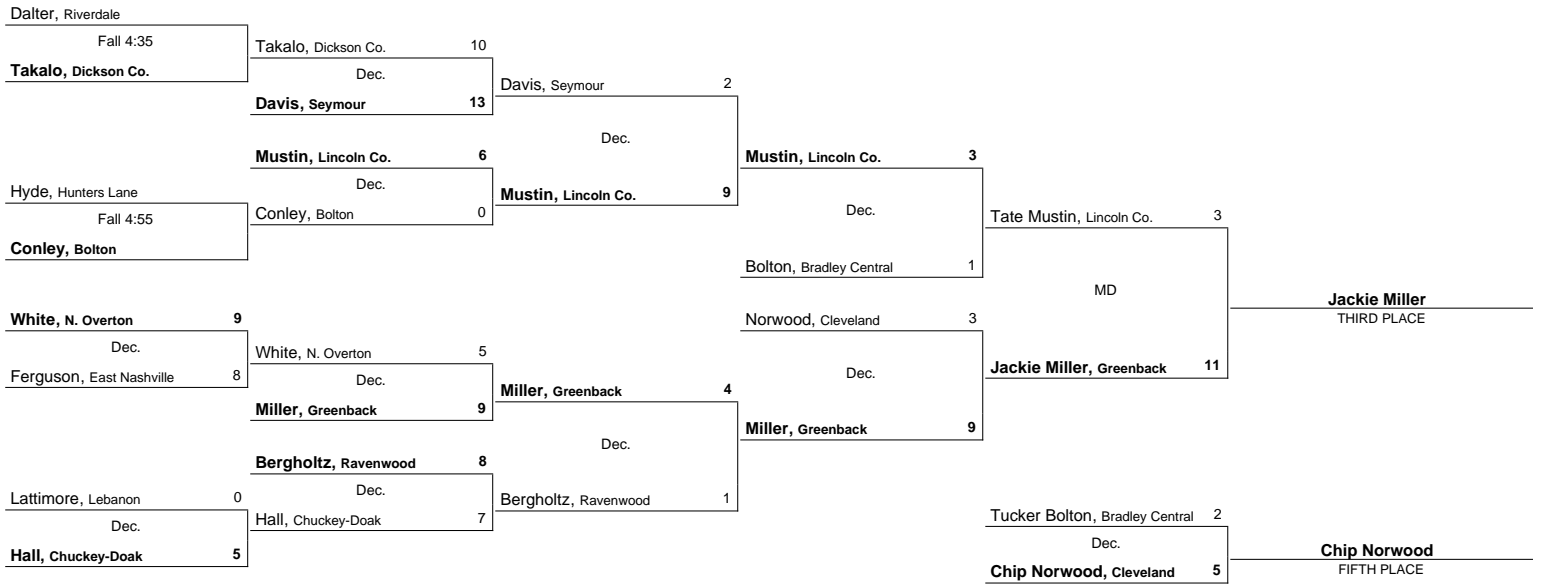 Dalter, Riverdale
Fall 4:35
Takalo, Dickson Co.
Hyde, Hunters Lane
Fall 4:55
Conley, Bolton
White, N. Overton 9
Dec.
Ferguson, East Nashville 8
Lattimore, Lebanon 0
Dec.
Hall, Chuckey-Doak 5
Takalo, Dickson Co. 10
Dec.
Davis, Seymour 13
Mustin, Lincoln Co. 6
Dec.
Conley, Bolton 0
White, N. Overton 5
Dec.
Miller, Greenback 9
Bergholtz, Ravenwood 8
Dec.
Hall, Chuckey-Doak 7
Davis, Seymour 2
Dec.
Mustin, Lincoln Co. 9
Miller, Greenback 4
Dec.
Bergholtz, Ravenwood 1
Mustin, Lincoln Co. 3
Dec.
Bolton, Bradley Central 1
Norwood, Cleveland 3
Dec.
Miller, Greenback 9
Tate Mustin, Lincoln Co. 3
MD
Jackie Miller, Greenback 11
Jackie Miller
THIRD PLACE
Tucker Bolton, Bradley Central 2
Dec.
Chip Norwood, Cleveland 5
Chip Norwood
FIFTH PLACE